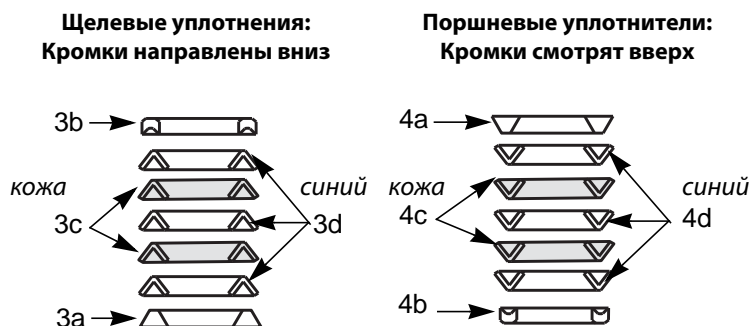 Щелевые уплотнения:
Кромки направлены вниз
Поршневые уплотнители:
Кромки смотрят вверх
3b
4a
кожа
синий
кожа
синий
3c
3d
4c
4d
3a
4b